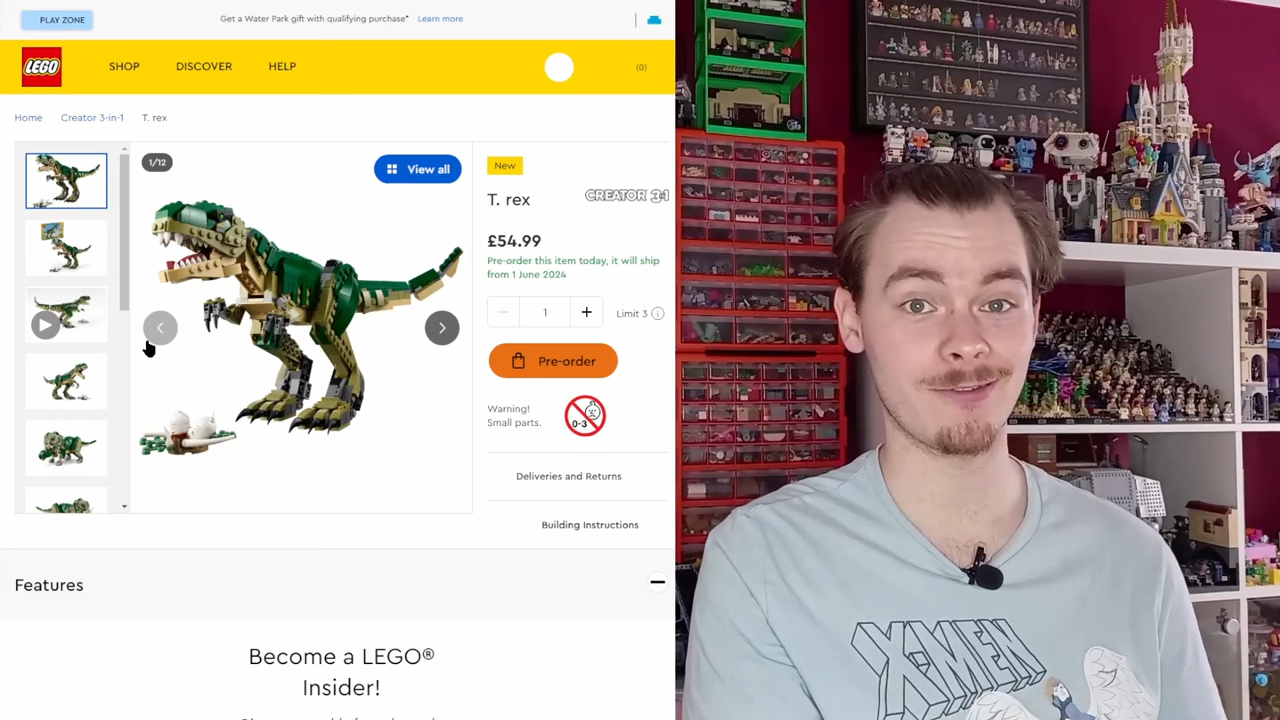 PLAY ZONE
Get a Water Park gift with qualifying purchase* Learn more
LEGO
SHOP DISCOVER HELP
(0)
Home Creator 3-in-1 T. rex
1/12
View all
New
T. rex
CREATOR 3-1
£54.99
Pre-order this item today, it will ship
from 1 June 2024
1
Limit 3
Pre-order
Warning!
Small parts.
0-3
Deliveries and Returns
Building Instructions
Features
Become a LEGO®
Insider!
X-MEN